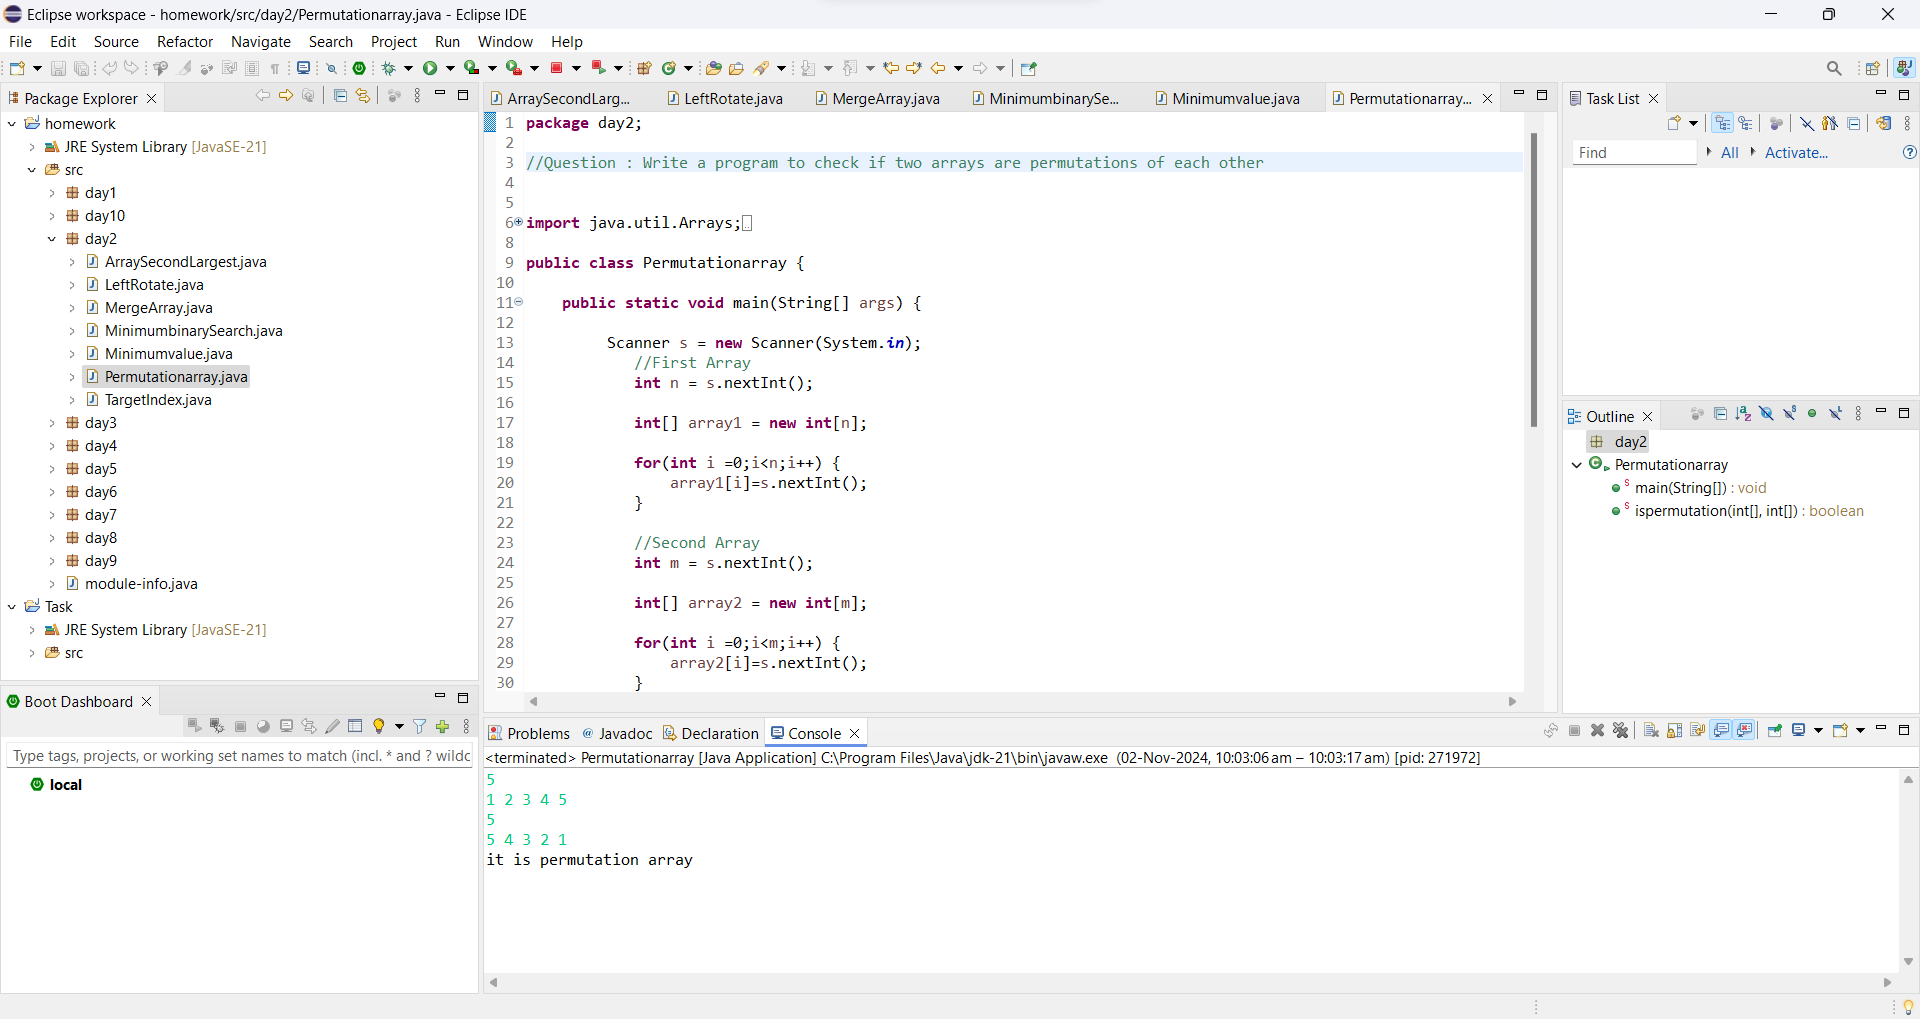 Eclipse workspace - homework/src/day2/Permutationarray.java - Eclipse IDE
File Edit Source Refactor Navigate Search Project Run Window Help
Package Explorer
homework
JRE System Library [JavaSE-21]
src
day1
day10
day2
ArraySecondLargest.java
LeftRotate.java
MergeArray.java
MinimumbinarySearch.java
Minimumvalue.java
Permutationarray.java
TargetIndex.java
day3
day4
day5
day6
day7
day8
day9
module-info.java
Task
JRE System Library [JavaSE-21]
src
Boot Dashboard
Type tags, projects, or working set names to match (incl. * and ? wildc
local
ArraySecondLarg... LeftRotate.java MergeArray.java MinimumbinarySe... Minimumvalue.java Permutationarray...
1 package day2;
2
3 //Question : Write a program to check if two arrays are permutations of each other
4
5
6 import java.util.Arrays;
8
9 public class Permutationarray {
10
11 public static void main(String[] args) {
12
13 Scanner s = new Scanner(System.in);
14 //First Array
15 int n = s.nextInt();
16
17 int[] array1 = new int[n];
18
19 for(int i =0;i<n;i++) {
20 array1[i]=s.nextInt();
21 }
22
23 //Second Array
24 int m = s.nextInt();
25
26 int[] array2 = new int[m];
27
28 for(int i =0;i<m;i++) {
29 array2[i]=s.nextInt();
30 }
Problems Javadoc Declaration Console
<terminated> Permutationarray [Java Application] C:\Program Files\Java\jdk-21\bin\javaw.exe (02-Nov-2024, 10:03:06 am – 10:03:17 am) [pid: 271972]
5
1 2 3 4 5
5
5 4 3 2 1
it is permutation array
Task List
Find All Activate...
Outline
day2
Permutationarray
main(String[]) : void
ispermutation(int[], int[]) : boolean